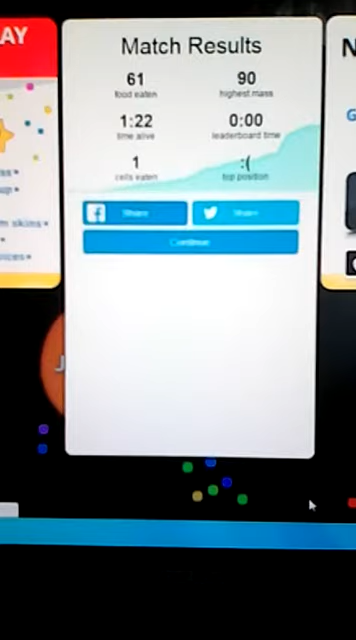 AY
Match Results
N
61 90
food eaten highest mass
1:22 0:00
time alive leaderboard time
1 :(
cells eaten top position
Share Share
Continue
skins
J